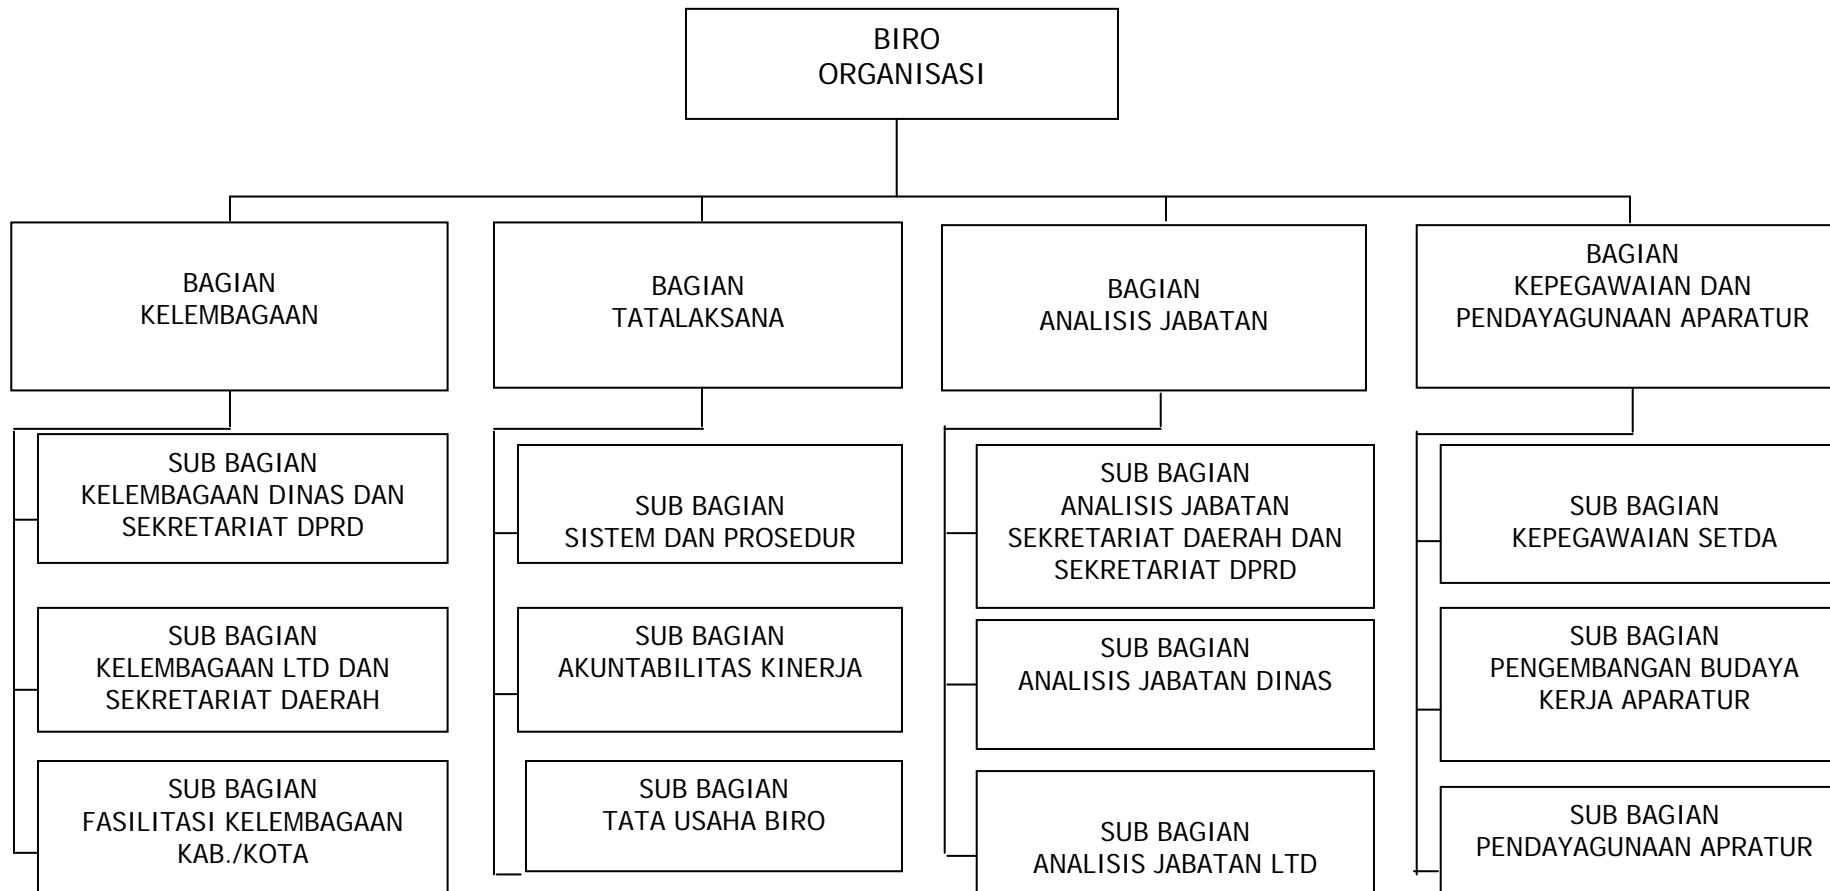 BIRO
ORGANISASI
BAGIAN
KELEMBAGAAN
BAGIAN
TATALAKSANA
BAGIAN
ANALISIS JABATAN
BAGIAN
KEPEGAWAIAN DAN
PENDAYAGUNAAN APARATUR
SUB BAGIAN
KELEMBAGAAN DINAS DAN
SEKRETARIAT DPRD
SUB BAGIAN
KELEMBAGAAN LTD DAN
SEKRETARIAT DAERAH
SUB BAGIAN
FASILITASI KELEMBAGAAN
KAB./KOTA
SUB BAGIAN
SISTEM DAN PROSEDUR
SUB BAGIAN
AKUNTABILITAS KINERJA
SUB BAGIAN
TATA USAHA BIRO
SUB BAGIAN
ANALISIS JABATAN
SEKRETARIAT DAERAH DAN
SEKRETARIAT DPRD
SUB BAGIAN
ANALISIS JABATAN DINAS
SUB BAGIAN
ANALISIS JABATAN LTD
SUB BAGIAN
KEPEGAWAIAN SETDA
SUB BAGIAN
PENGEMBANGAN BUDAYA
KERJA APARATUR
SUB BAGIAN
PENDAYAGUNAAN APRATUR